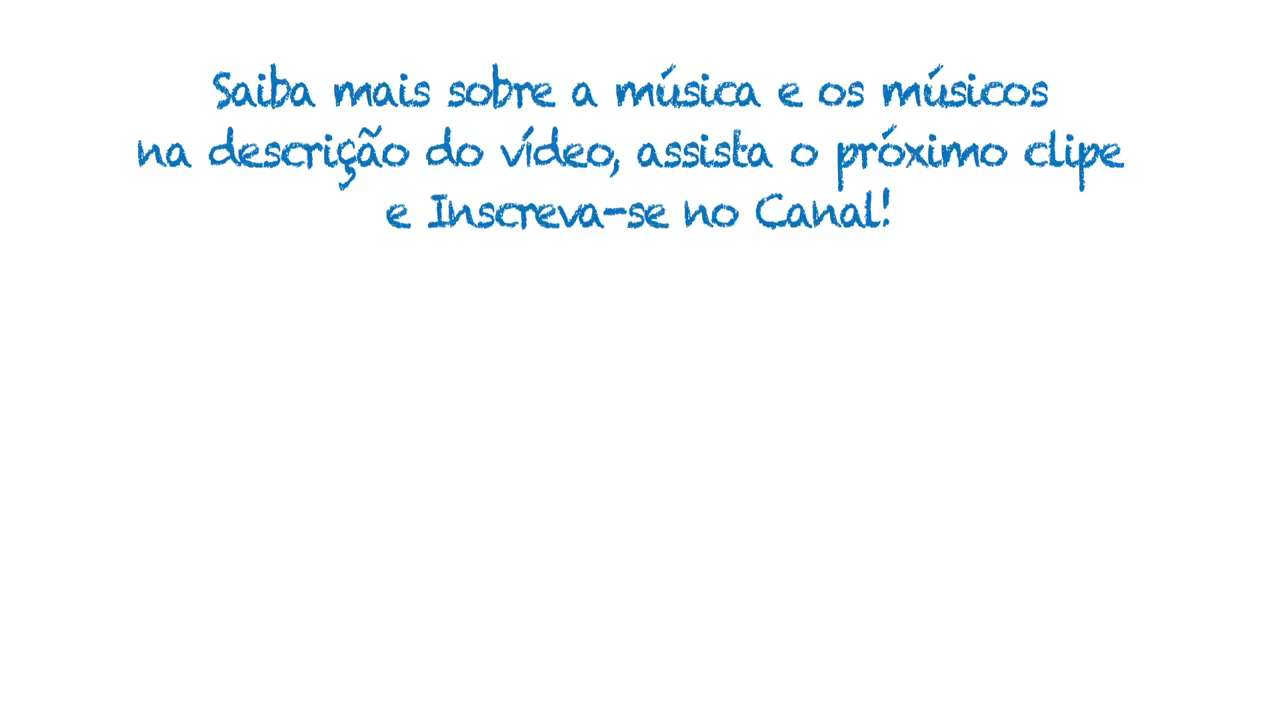 Saiba mais sobre a música e os músicos
na descrição do vídeo, assista o próximo clipe
e Inscreva-se no Canal!